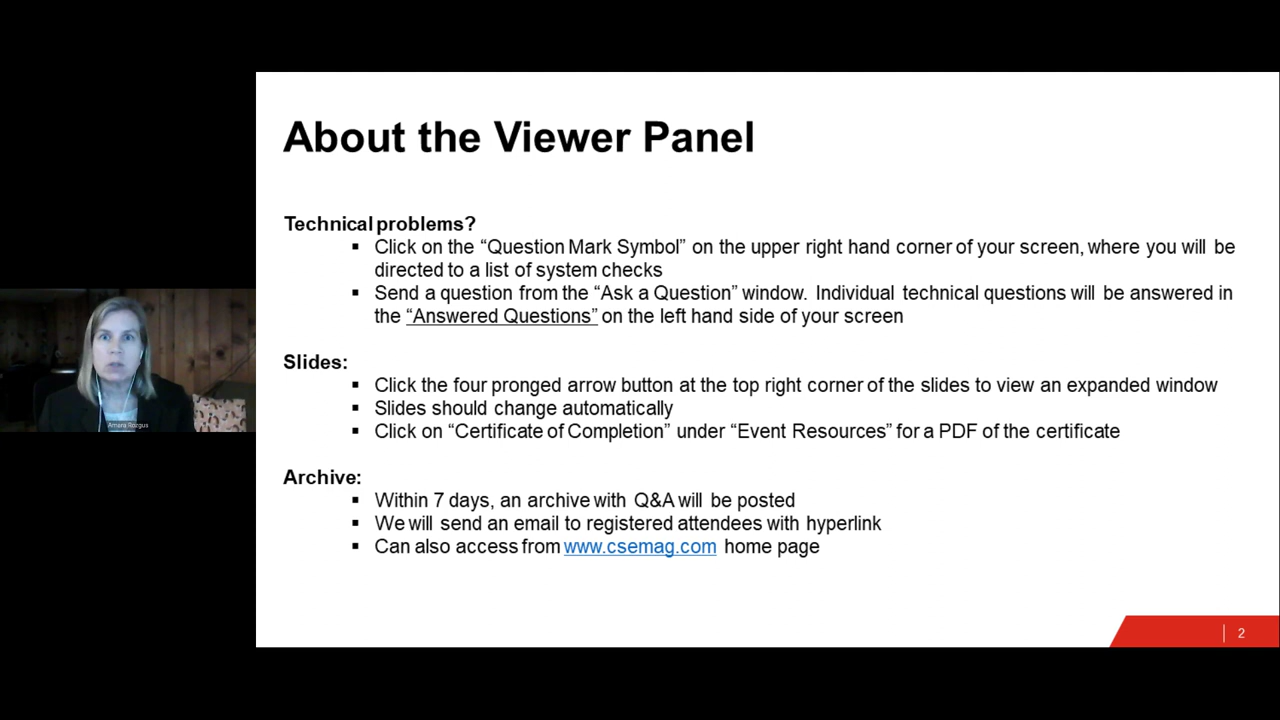 About the Viewer Panel
Technical problems?
▪ Click on the “Question Mark Symbol” on the upper right hand corner of your screen, where you will be
directed to a list of system checks
▪ Send a question from the “Ask a Question” window. Individual technical questions will be answered in
the “Answered Questions” on the left hand side of your screen
Slides:
▪ Click the four pronged arrow button at the top right corner of the slides to view an expanded window
▪ Slides should change automatically
▪ Click on “Certificate of Completion” under “Event Resources” for a PDF of the certificate
Archive:
▪ Within 7 days, an archive with Q&A will be posted
▪ We will send an email to registered attendees with hyperlink
▪ Can also access from www.csemag.com home page
Amara Rozgus
2